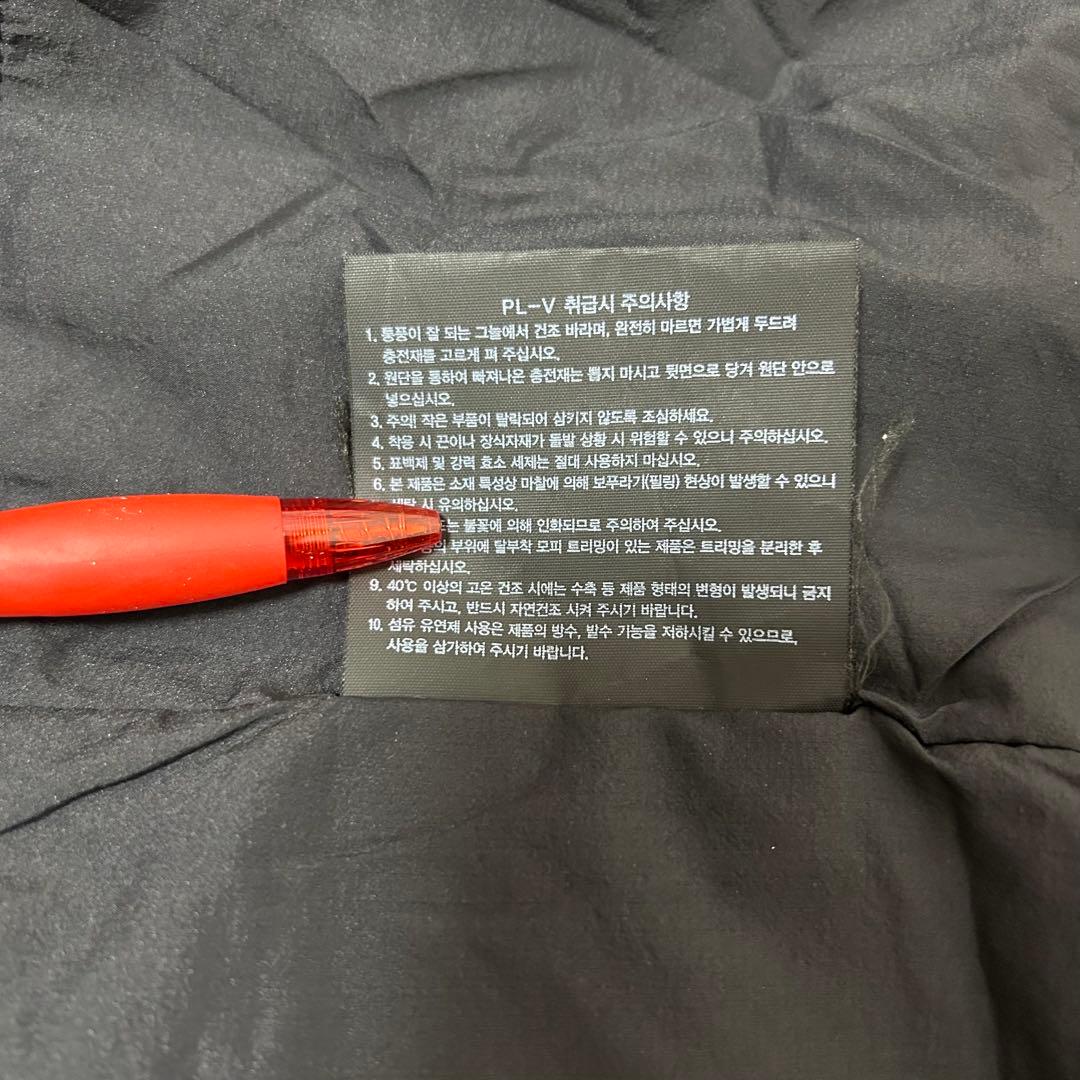 PL-V 취급시 주의사항
1. 통풍이 잘 되는 그늘에서 건조 바라며, 완전히 마르면 가볍게 두드려
충전재를 고르게 펴 주십시오.
2. 원단을 통하여 빠져나온 충전재는 뽑지 마시고 뒷면으로 당겨 원단 안으로
넣으십시오.
3. 주의! 작은 부품이 탈락되어 삼키지 않도록 조심하세요.
4. 착용 시 끈이나 장식자재가 돌발 상황 시 위험할 수 있으니 주의하십시오.
5. 표백제 및 강력 효소 세제는 절대 사용하지 마십시오.
6. 본 제품은 소재 특성상 마찰에 의해 보푸라기(필링) 현상이 발생할 수 있으니
세탁 시 유의하십시오.
불꽃에 의해 인화되므로 주의하여 주십시오.
부위에 탈부착 모피 트리밍이 있는 제품은 트리밍을 분리한 후
세탁하십시오.
9. 40℃ 이상의 고온 건조 시에는 수축 등 제품 형태의 변형이 발생되니 금지
하여 주시고, 반드시 자연건조 시켜 주시기 바랍니다.
10. 섬유 유연제 사용은 제품의 방수, 발수 기능을 저하시킬 수 있으므로,
사용을 삼가하여 주시기 바랍니다.